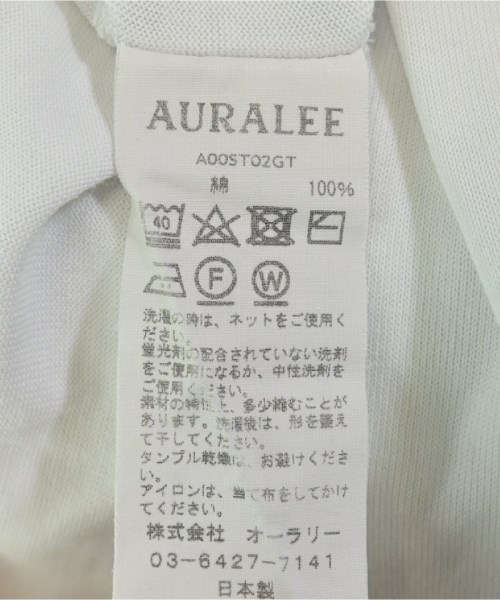 AURALEE
A00ST02GT
綿 100%
40
F W
洗濯の時は、ネットをご使用く
ださい。
蛍光剤の配合されていない洗剤
をご使用になるか、中性洗剤を
ご使用ください。
素材の特性上、多少縮むことが
あります。洗濯後は、形を整え
て干してください。
タンブル乾燥は、お避けくださ
い。
アイロンは、当て布をしてかけ
てください。
株式会社 オーラリー
03-6427-7141
日本製